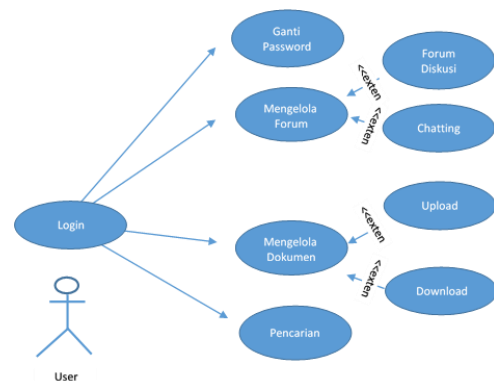 Ganti
Password
Forum
Diskusi
<<exten
Mengelola
Forum
<<exten
Chatting
Login
Upload
<<exten
Mengelola
Dokumen
<<exten
Download
Pencarian
User